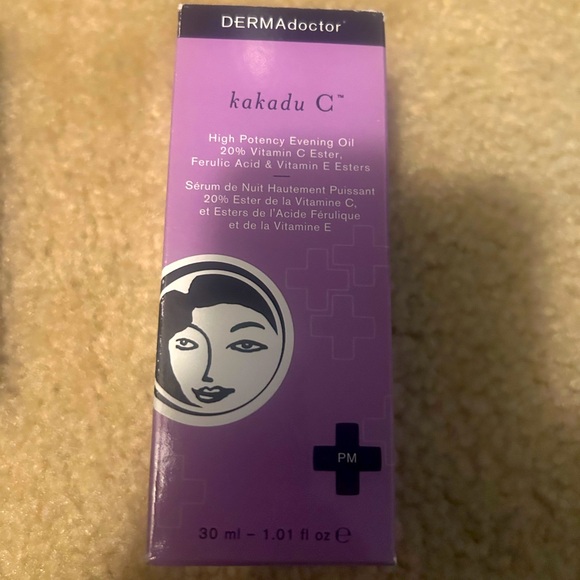 DERMAdoctor®
kakadu C™
High Potency Evening Oil
20% Vitamin C Ester,
Ferulic Acid & Vitamin E Esters
Sérum de Nuit Hautement Puissant
20% Ester de la Vitamine C,
et Esters de l'Acide Férulique
et de la Vitamine E
PM
30 ml – 1.01 fl oz ℮